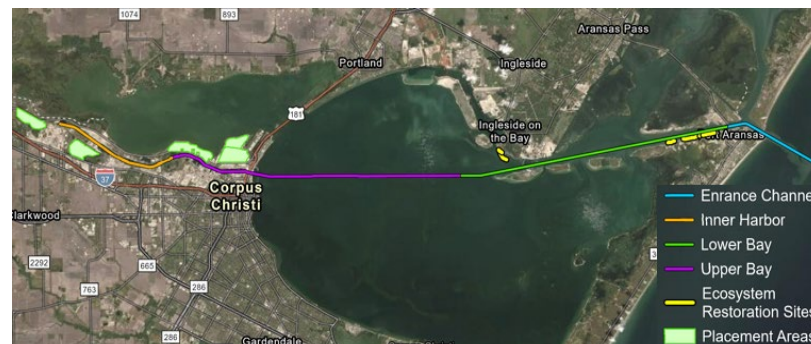 1074
893
Aransas Pass
Portland
Ingleside
181
Ingleside on
the Bay
37
Corpus
Christi
Clarkwood
2292
665
286
763
286
Gardendale
Enrance Channe
Inner Harbor
Lower Bay
Upper Bay
Ecosystem
Restoration Sites
Placement Areas